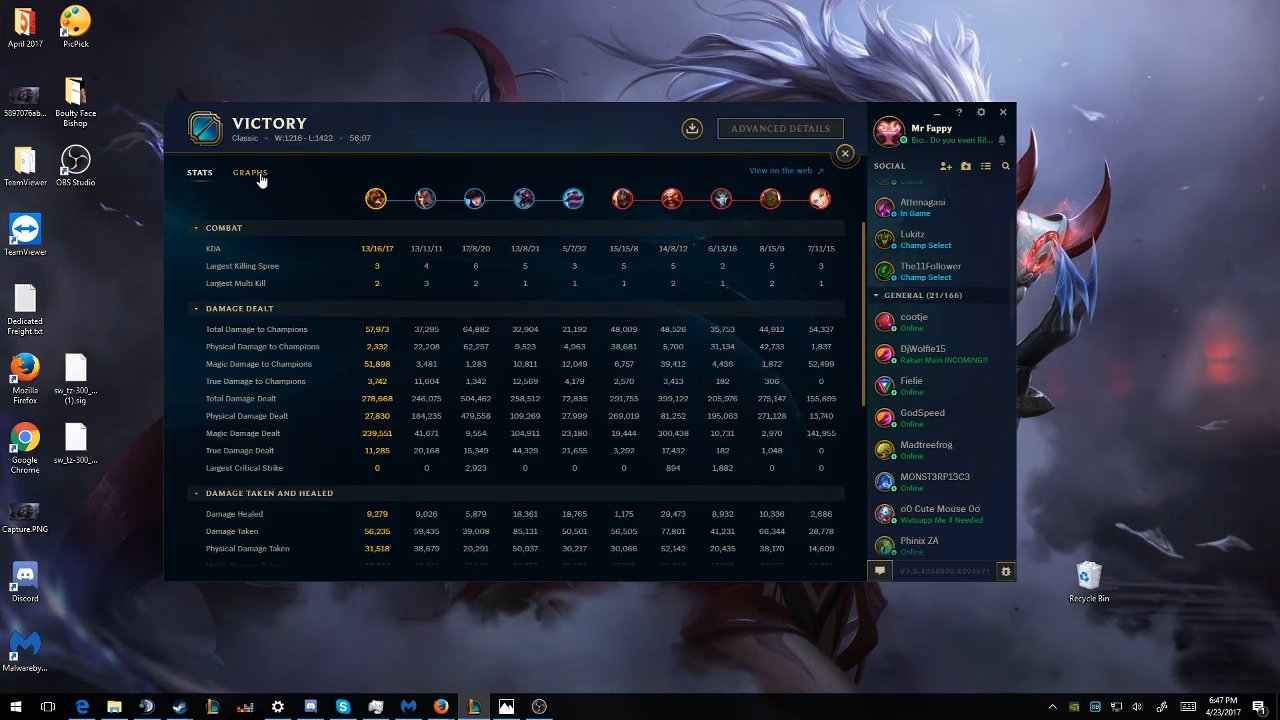 April 2017
PicPick
5897076ab...
Boulty Face Bishop
TeamViewer
OBS Studio
TeamViewer
Dedicated Freight.txt
Mozilla Firefox
sw_tz-300_... (1).sig
Google Chrome
sw_tz-300_...
Capture.PNG
Discord
Malwareby...
Recycle Bin
VICTORY
Classic W:1216 - L:1422 56:07
ADVANCED DETAILS
STATS GRAPHS
View on the web
COMBAT
KDA 13/16/17 13/11/11 17/8/20 13/8/21 5/7/32 15/15/8 14/8/12 6/13/16 8/15/9 7/11/15
Largest Killing Spree 3 4 6 5 3 5 5 2 5 3
Largest Multi Kill 2 3 2 1 1 1 2 1 2 1
DAMAGE DEALT
Total Damage to Champions 57,973 37,295 64,882 32,904 21,192 48,009 48,526 35,753 44,912 54,337
Physical Damage to Champions 2,332 22,208 62,257 9,523 4,963 38,681 5,700 31,134 42,733 1,837
Magic Damage to Champions 51,898 3,481 1,283 10,811 12,049 6,757 39,412 4,436 1,872 52,499
True Damage to Champions 3,742 11,604 1,342 12,569 4,179 2,570 3,413 182 306 0
Total Damage Dealt 278,668 246,075 504,462 258,512 72,835 291,755 399,122 205,976 275,147 155,695
Physical Damage Dealt 27,830 184,235 479,558 109,269 27,999 269,019 81,252 195,063 271,128 13,740
Magic Damage Dealt 239,551 41,671 9,554 104,911 23,180 19,444 300,438 10,731 2,970 141,955
True Damage Dealt 11,285 20,168 15,349 44,329 21,655 3,292 17,432 182 1,048 0
Largest Critical Strike 0 0 2,923 0 0 0 894 1,882 0 0
DAMAGE TAKEN AND HEALED
Damage Healed 9,279 9,026 5,879 18,361 18,765 1,175 29,473 8,932 10,336 2,686
Damage Taken 56,235 59,435 39,008 85,131 50,501 56,505 77,801 41,231 66,344 28,778
Physical Damage Taken 31,518 38,679 20,291 50,937 30,217 30,066 52,142 20,435 38,170 14,609
Mr Fappy
Bro.. Do you even Rif...
SOCIAL
Online
Attenagasi
In Game
Lukitz
Champ Select
The11Follower
Champ Select
GENERAL (21/166)
cootje
Online
DjWolfie15
Rakan Main INCOMING!!
Fielie
Online
GodSpeed
Online
Madtreefrog
Online
MONST3RP13C3
Online
o0 Cute Mouse 0o
Watsapp Me if Needed
Phinix ZA
Online
6:47 PM
4/23/2017